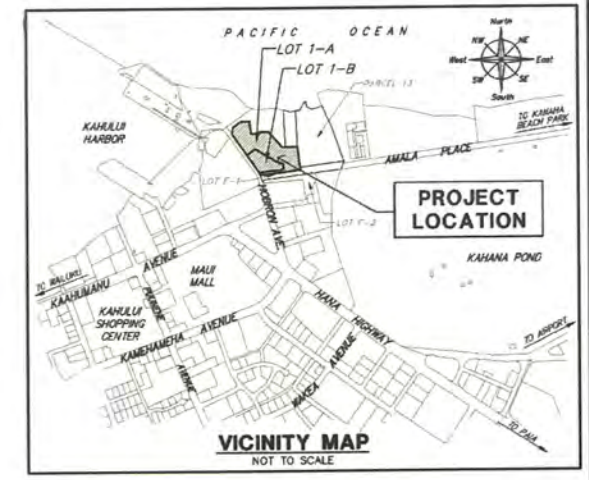 PACIFIC OCEAN
LOT 1-A
LOT 1-B
North
NW
NE
West
East
SW
SE
South
PARCEL 13
KAHULUI
HARBOR
TO KANAHA
BEACH PARK
AMALA PLACE
LOT E-1
HOBRON AVE.
LOT F-2
PROJECT
LOCATION
KAHANA POND
TO WAILUKU
KAAHUMANU AVENUE
MAUI
MALL
PUUNENE AVENUE
KAHULUI
SHOPPING
CENTER
KAMEHAMEHA AVENUE
HANA HIGHWAY
WAKEA AVENUE
TO AIRPORT
TO PAIA
VICINITY MAP
NOT TO SCALE